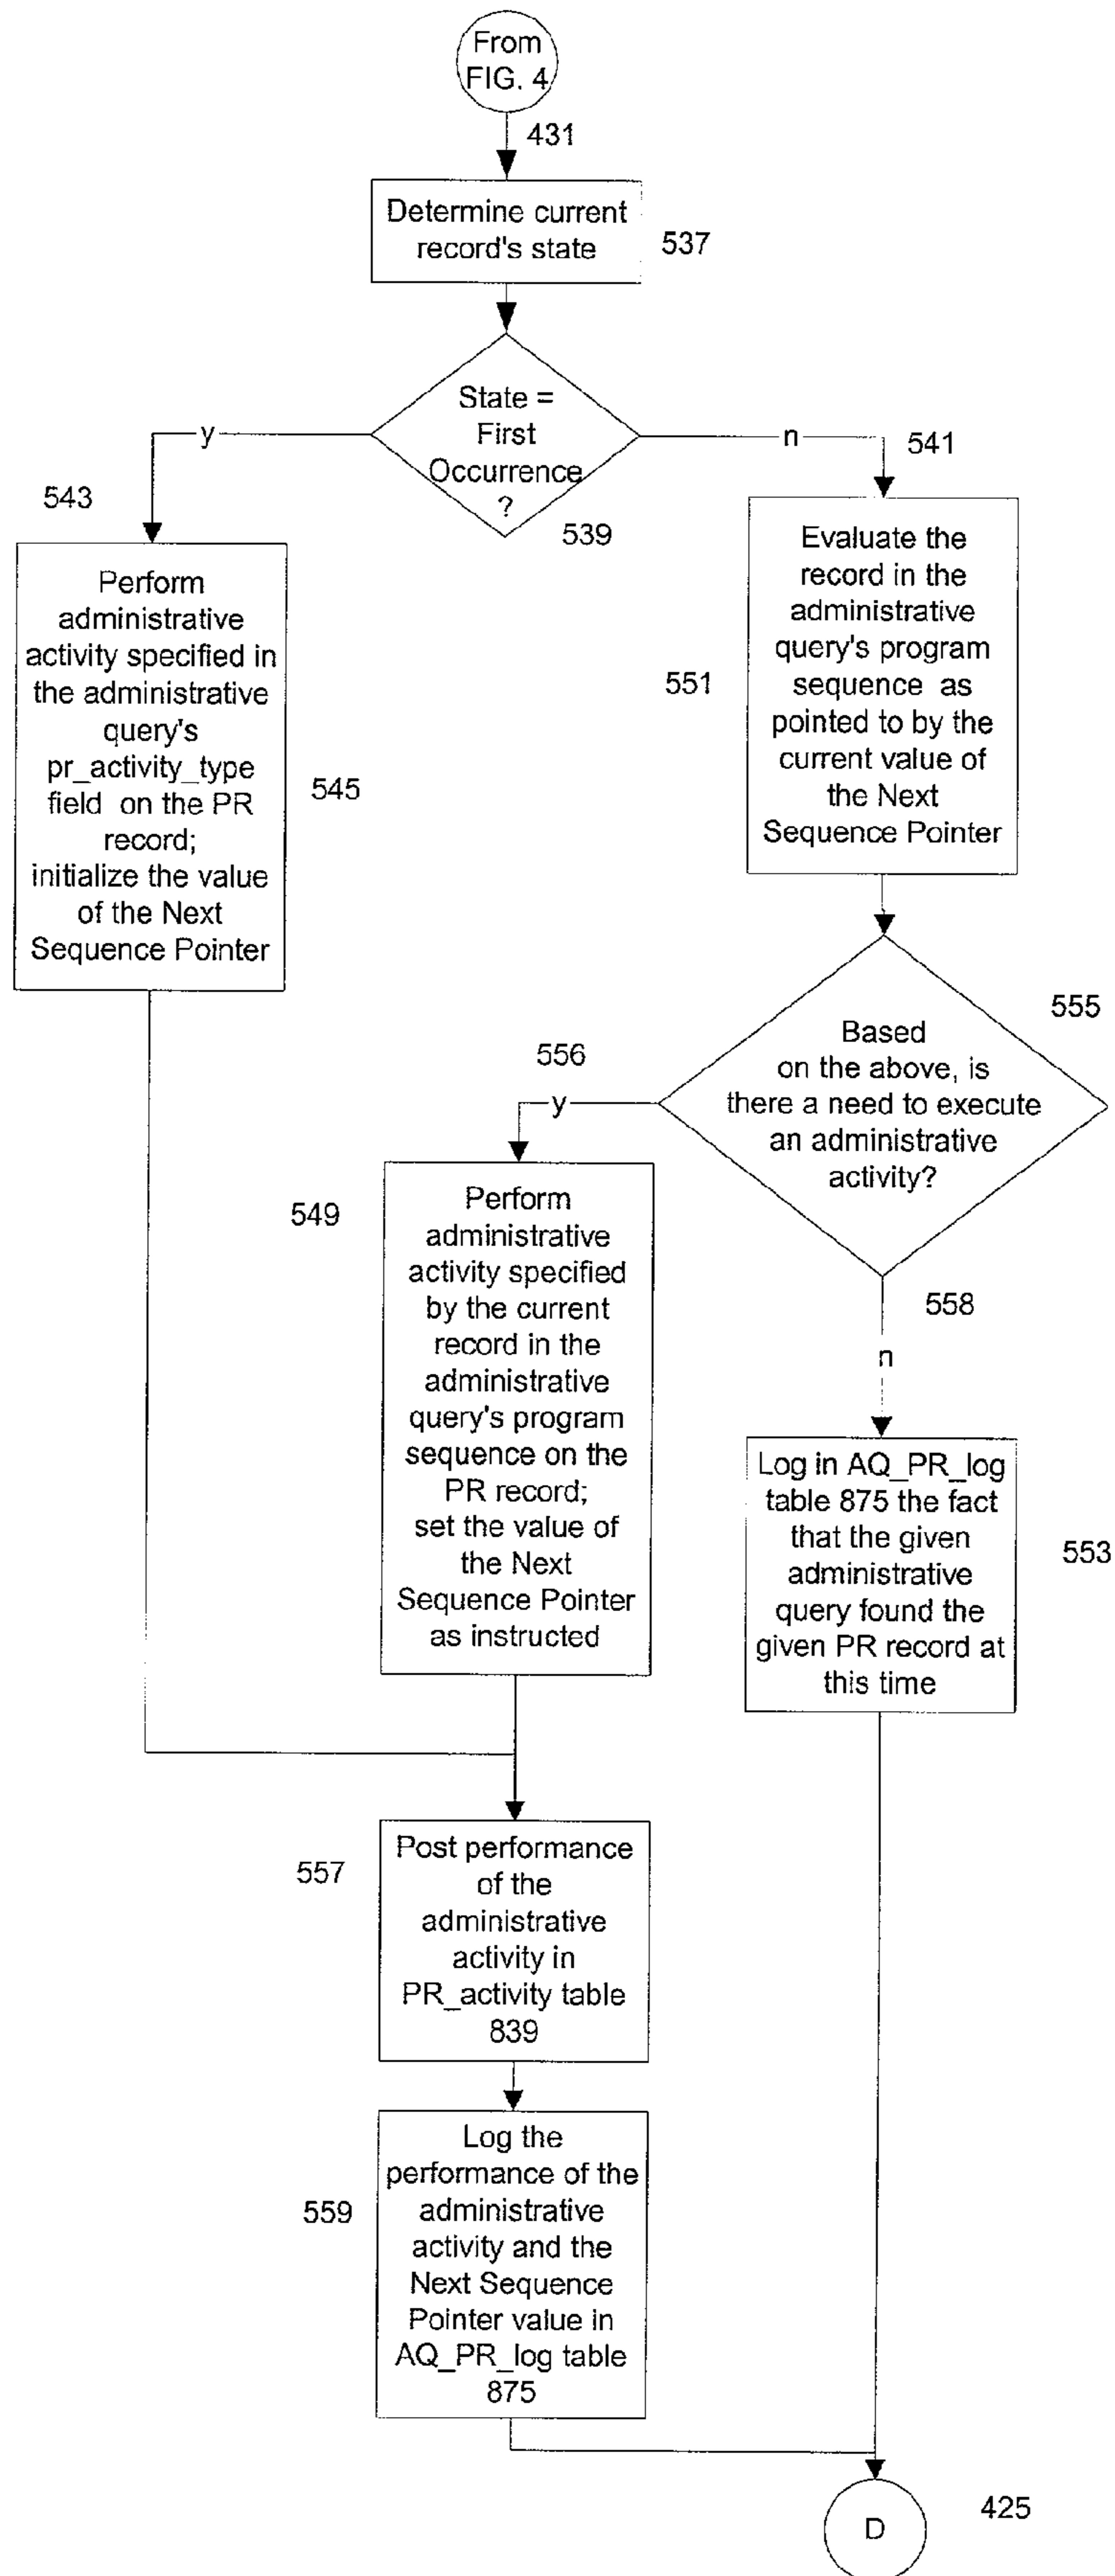 From
FIG. 4
431
Determine current
record's state
537
State =
First
Occurrence
?
539
y
n
541
543
Perform
administrative
activity specified in
the administrative
query's
pr_activity_type
field on the PR
record;
initialize the value
of the Next
Sequence Pointer
545
Evaluate the
record in the
administrative
query's program
sequence as
pointed to by the
current value of
the Next
Sequence Pointer
551
Based
on the above, is
there a need to execute
an administrative
activity?
555
556
y
558
n
549
Perform
administrative
activity specified
by the current
record in the
administrative
query's program
sequence on the
PR record;
set the value of
the Next
Sequence Pointer
as instructed
Log in AQ_PR_log
table 875 the fact
that the given
administrative
query found the
given PR record at
this time
553
557
Post performance
of the
administrative
activity in
PR_activity table
839
559
Log the
performance of the
administrative
activity and the
Next Sequence
Pointer value in
AQ_PR_log table
875
D
425